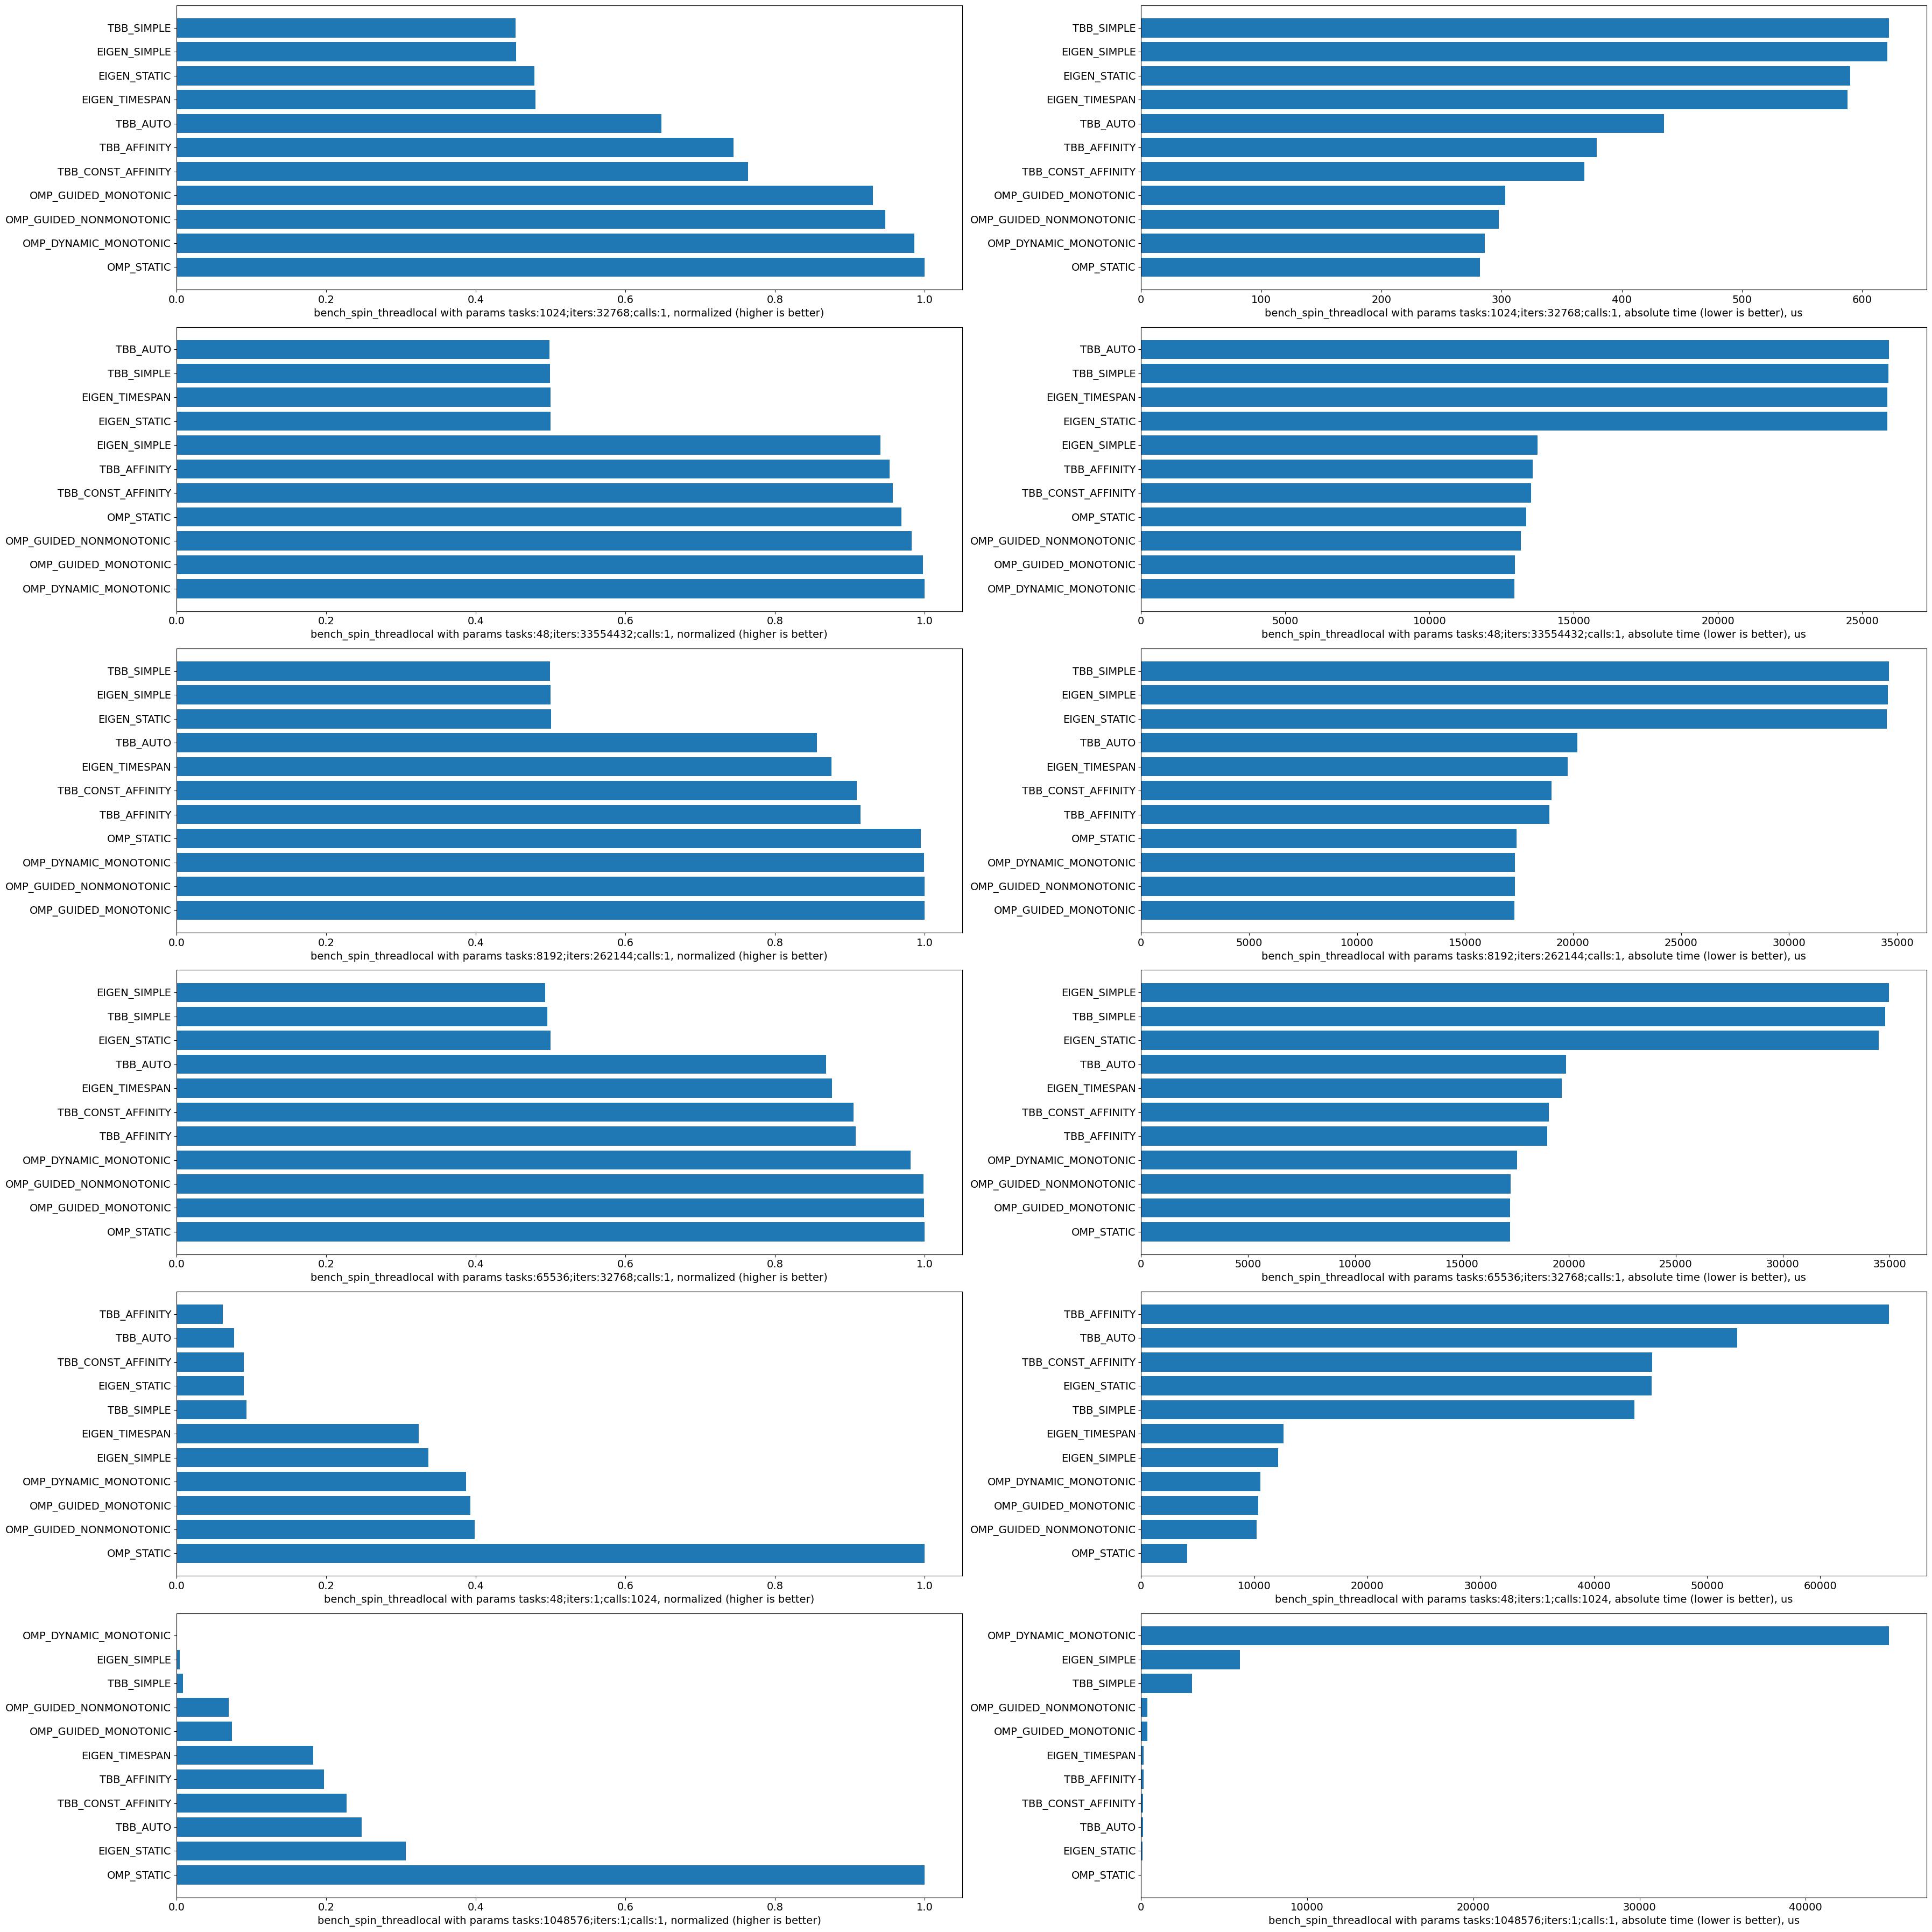 TBB_SIMPLE
EIGEN_SIMPLE
EIGEN_STATIC
EIGEN_TIMESPAN
TBB_AUTO
TBB_AFFINITY
TBB_CONST_AFFINITY
OMP_GUIDED_MONOTONIC
OMP_GUIDED_NONMONOTONIC
OMP_DYNAMIC_MONOTONIC
OMP_STATIC
0.0 0.2 0.4 0.6 0.8 1.0
bench_spin_threadlocal with params tasks:1024;iters:32768;calls:1, normalized (higher is better)
TBB_SIMPLE
EIGEN_SIMPLE
EIGEN_STATIC
EIGEN_TIMESPAN
TBB_AUTO
TBB_AFFINITY
TBB_CONST_AFFINITY
OMP_GUIDED_MONOTONIC
OMP_GUIDED_NONMONOTONIC
OMP_DYNAMIC_MONOTONIC
OMP_STATIC
0 100 200 300 400 500 600
bench_spin_threadlocal with params tasks:1024;iters:32768;calls:1, absolute time (lower is better), us
TBB_AUTO
TBB_SIMPLE
EIGEN_TIMESPAN
EIGEN_STATIC
EIGEN_SIMPLE
TBB_AFFINITY
TBB_CONST_AFFINITY
OMP_STATIC
OMP_GUIDED_NONMONOTONIC
OMP_GUIDED_MONOTONIC
OMP_DYNAMIC_MONOTONIC
0.0 0.2 0.4 0.6 0.8 1.0
bench_spin_threadlocal with params tasks:48;iters:33554432;calls:1, normalized (higher is better)
TBB_AUTO
TBB_SIMPLE
EIGEN_TIMESPAN
EIGEN_STATIC
EIGEN_SIMPLE
TBB_AFFINITY
TBB_CONST_AFFINITY
OMP_STATIC
OMP_GUIDED_NONMONOTONIC
OMP_GUIDED_MONOTONIC
OMP_DYNAMIC_MONOTONIC
0 5000 10000 15000 20000 25000
bench_spin_threadlocal with params tasks:48;iters:33554432;calls:1, absolute time (lower is better), us
TBB_SIMPLE
EIGEN_SIMPLE
EIGEN_STATIC
TBB_AUTO
EIGEN_TIMESPAN
TBB_CONST_AFFINITY
TBB_AFFINITY
OMP_STATIC
OMP_DYNAMIC_MONOTONIC
OMP_GUIDED_NONMONOTONIC
OMP_GUIDED_MONOTONIC
0.0 0.2 0.4 0.6 0.8 1.0
bench_spin_threadlocal with params tasks:8192;iters:262144;calls:1, normalized (higher is better)
TBB_SIMPLE
EIGEN_SIMPLE
EIGEN_STATIC
TBB_AUTO
EIGEN_TIMESPAN
TBB_CONST_AFFINITY
TBB_AFFINITY
OMP_STATIC
OMP_DYNAMIC_MONOTONIC
OMP_GUIDED_NONMONOTONIC
OMP_GUIDED_MONOTONIC
0 5000 10000 15000 20000 25000 30000 35000
bench_spin_threadlocal with params tasks:8192;iters:262144;calls:1, absolute time (lower is better), us
EIGEN_SIMPLE
TBB_SIMPLE
EIGEN_STATIC
TBB_AUTO
EIGEN_TIMESPAN
TBB_CONST_AFFINITY
TBB_AFFINITY
OMP_DYNAMIC_MONOTONIC
OMP_GUIDED_NONMONOTONIC
OMP_GUIDED_MONOTONIC
OMP_STATIC
0.0 0.2 0.4 0.6 0.8 1.0
bench_spin_threadlocal with params tasks:65536;iters:32768;calls:1, normalized (higher is better)
EIGEN_SIMPLE
TBB_SIMPLE
EIGEN_STATIC
TBB_AUTO
EIGEN_TIMESPAN
TBB_CONST_AFFINITY
TBB_AFFINITY
OMP_DYNAMIC_MONOTONIC
OMP_GUIDED_NONMONOTONIC
OMP_GUIDED_MONOTONIC
OMP_STATIC
0 5000 10000 15000 20000 25000 30000 35000
bench_spin_threadlocal with params tasks:65536;iters:32768;calls:1, absolute time (lower is better), us
TBB_AFFINITY
TBB_AUTO
TBB_CONST_AFFINITY
EIGEN_STATIC
TBB_SIMPLE
EIGEN_TIMESPAN
EIGEN_SIMPLE
OMP_DYNAMIC_MONOTONIC
OMP_GUIDED_MONOTONIC
OMP_GUIDED_NONMONOTONIC
OMP_STATIC
0.0 0.2 0.4 0.6 0.8 1.0
bench_spin_threadlocal with params tasks:48;iters:1;calls:1024, normalized (higher is better)
TBB_AFFINITY
TBB_AUTO
TBB_CONST_AFFINITY
EIGEN_STATIC
TBB_SIMPLE
EIGEN_TIMESPAN
EIGEN_SIMPLE
OMP_DYNAMIC_MONOTONIC
OMP_GUIDED_MONOTONIC
OMP_GUIDED_NONMONOTONIC
OMP_STATIC
0 10000 20000 30000 40000 50000 60000
bench_spin_threadlocal with params tasks:48;iters:1;calls:1024, absolute time (lower is better), us
OMP_DYNAMIC_MONOTONIC
EIGEN_SIMPLE
TBB_SIMPLE
OMP_GUIDED_NONMONOTONIC
OMP_GUIDED_MONOTONIC
EIGEN_TIMESPAN
TBB_AFFINITY
TBB_CONST_AFFINITY
TBB_AUTO
EIGEN_STATIC
OMP_STATIC
0.0 0.2 0.4 0.6 0.8 1.0
bench_spin_threadlocal with params tasks:1048576;iters:1;calls:1, normalized (higher is better)
OMP_DYNAMIC_MONOTONIC
EIGEN_SIMPLE
TBB_SIMPLE
OMP_GUIDED_NONMONOTONIC
OMP_GUIDED_MONOTONIC
EIGEN_TIMESPAN
TBB_AFFINITY
TBB_CONST_AFFINITY
TBB_AUTO
EIGEN_STATIC
OMP_STATIC
0 10000 20000 30000 40000
bench_spin_threadlocal with params tasks:1048576;iters:1;calls:1, absolute time (lower is better), us